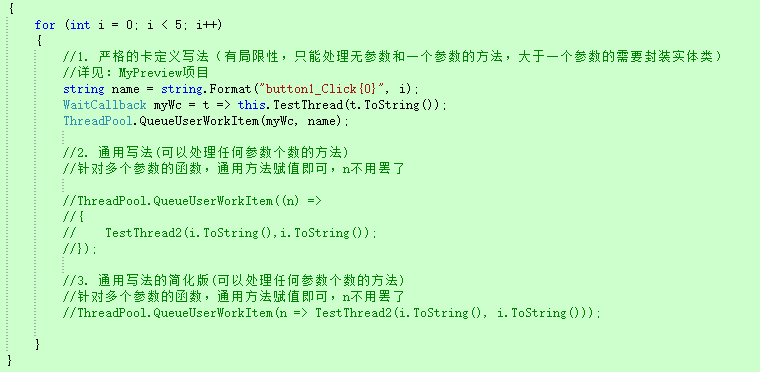 {
for (int i = 0; i < 5; i++)
{
//1. 严格的卡定义写法（有局限性，只能处理无参数和一个参数的方法，大于一个参数的需要封装实体类）
//详见：MyPreview项目
string name = string.Format("button1_Click{0}", i);
WaitCallback myWc = t => this.TestThread(t.ToString());
ThreadPool.QueueUserWorkItem(myWc, name);
//2. 通用写法(可以处理任何参数个数的方法)
//针对多个参数的函数，通用方法赋值即可，n不用罢了
//ThreadPool.QueueUserWorkItem((n) =>
//{
//    TestThread2(i.ToString(),i.ToString());
//});
//3. 通用写法的简化版(可以处理任何参数个数的方法)
//针对多个参数的函数，通用方法赋值即可，n不用罢了
//ThreadPool.QueueUserWorkItem(n => TestThread2(i.ToString(), i.ToString()));
}
}